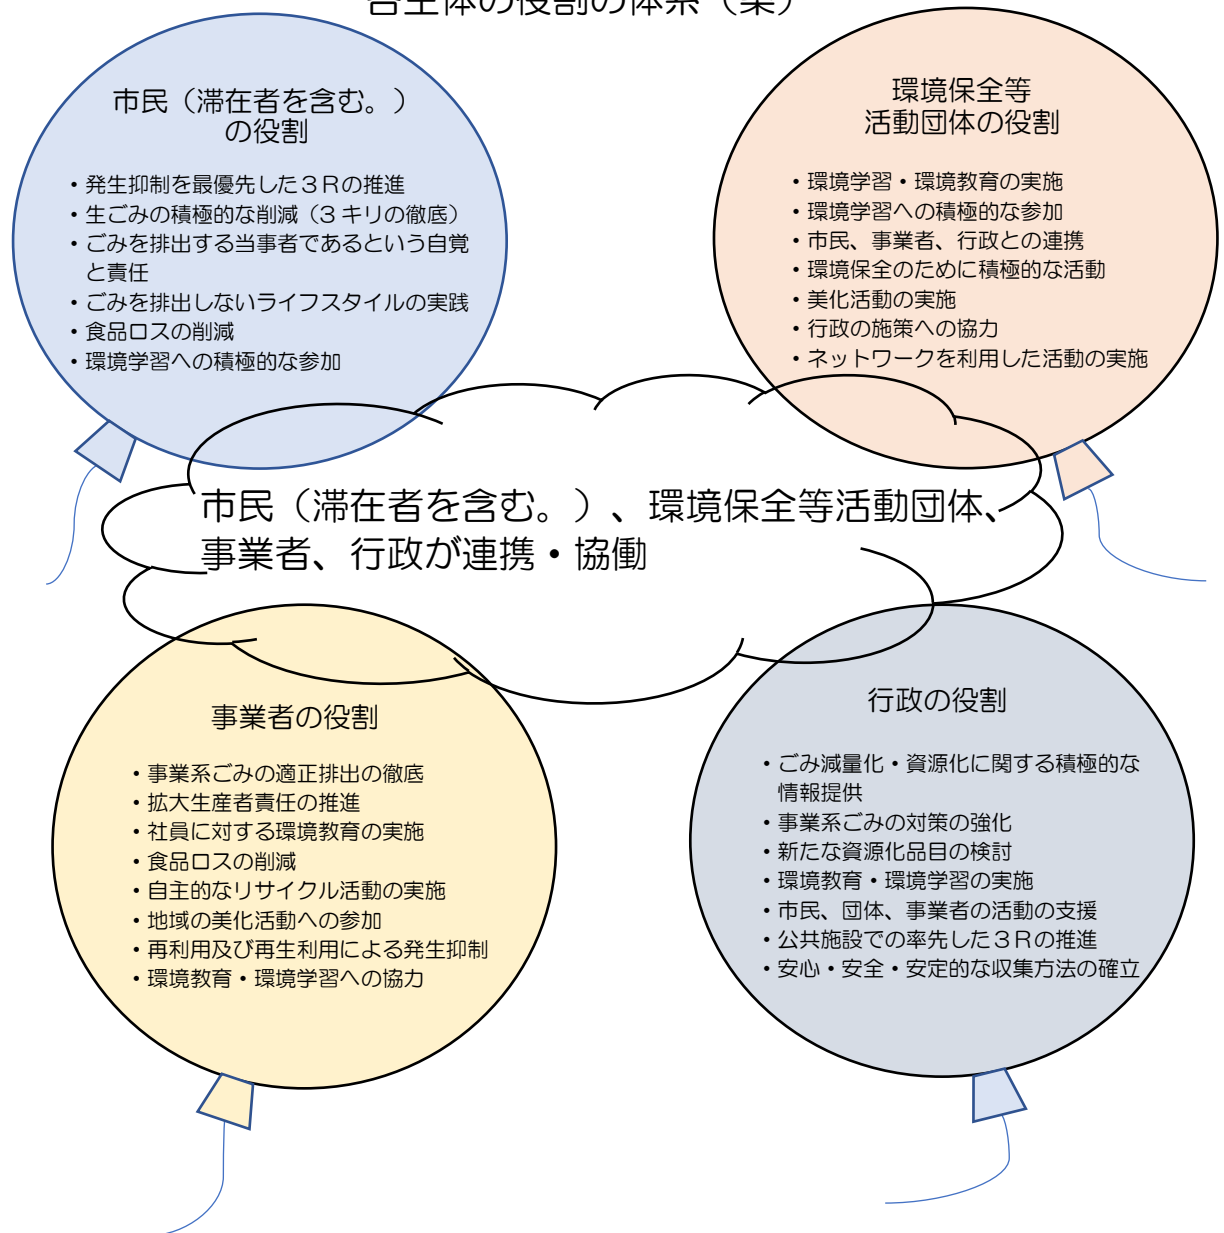 各主体の役割の体系（案）
市民（滞在者を含む。）
の役割
・発生抑制を最優先した３Ｒの推進
・生ごみの積極的な削減（３キリの徹底）
・ごみを排出する当事者であるという自覚
と責任
・ごみを排出しないライフスタイルの実践
・食品ロスの削減
・環境学習への積極的な参加
環境保全等
活動団体の役割
・環境学習・環境教育の実施
・環境学習への積極的な参加
・市民、事業者、行政との連携
・環境保全のために積極的な活動
・美化活動の実施
・行政の施策への協力
・ネットワークを利用した活動の実施
市民（滞在者を含む。）、環境保全等活動団体、
事業者、行政が連携・協働
事業者の役割
・事業系ごみの適正排出の徹底
・拡大生産者責任の推進
・社員に対する環境教育の実施
・食品ロスの削減
・自主的なリサイクル活動の実施
・地域の美化活動への参加
・再利用及び再生利用による発生抑制
・環境教育・環境学習への協力
行政の役割
・ごみ減量化・資源化に関する積極的な
情報提供
・事業系ごみの対策の強化
・新たな資源化品目の検討
・環境教育・環境学習の実施
・市民、団体、事業者の活動の支援
・公共施設での率先した３Ｒの推進
・安心・安全・安定的な収集方法の確立